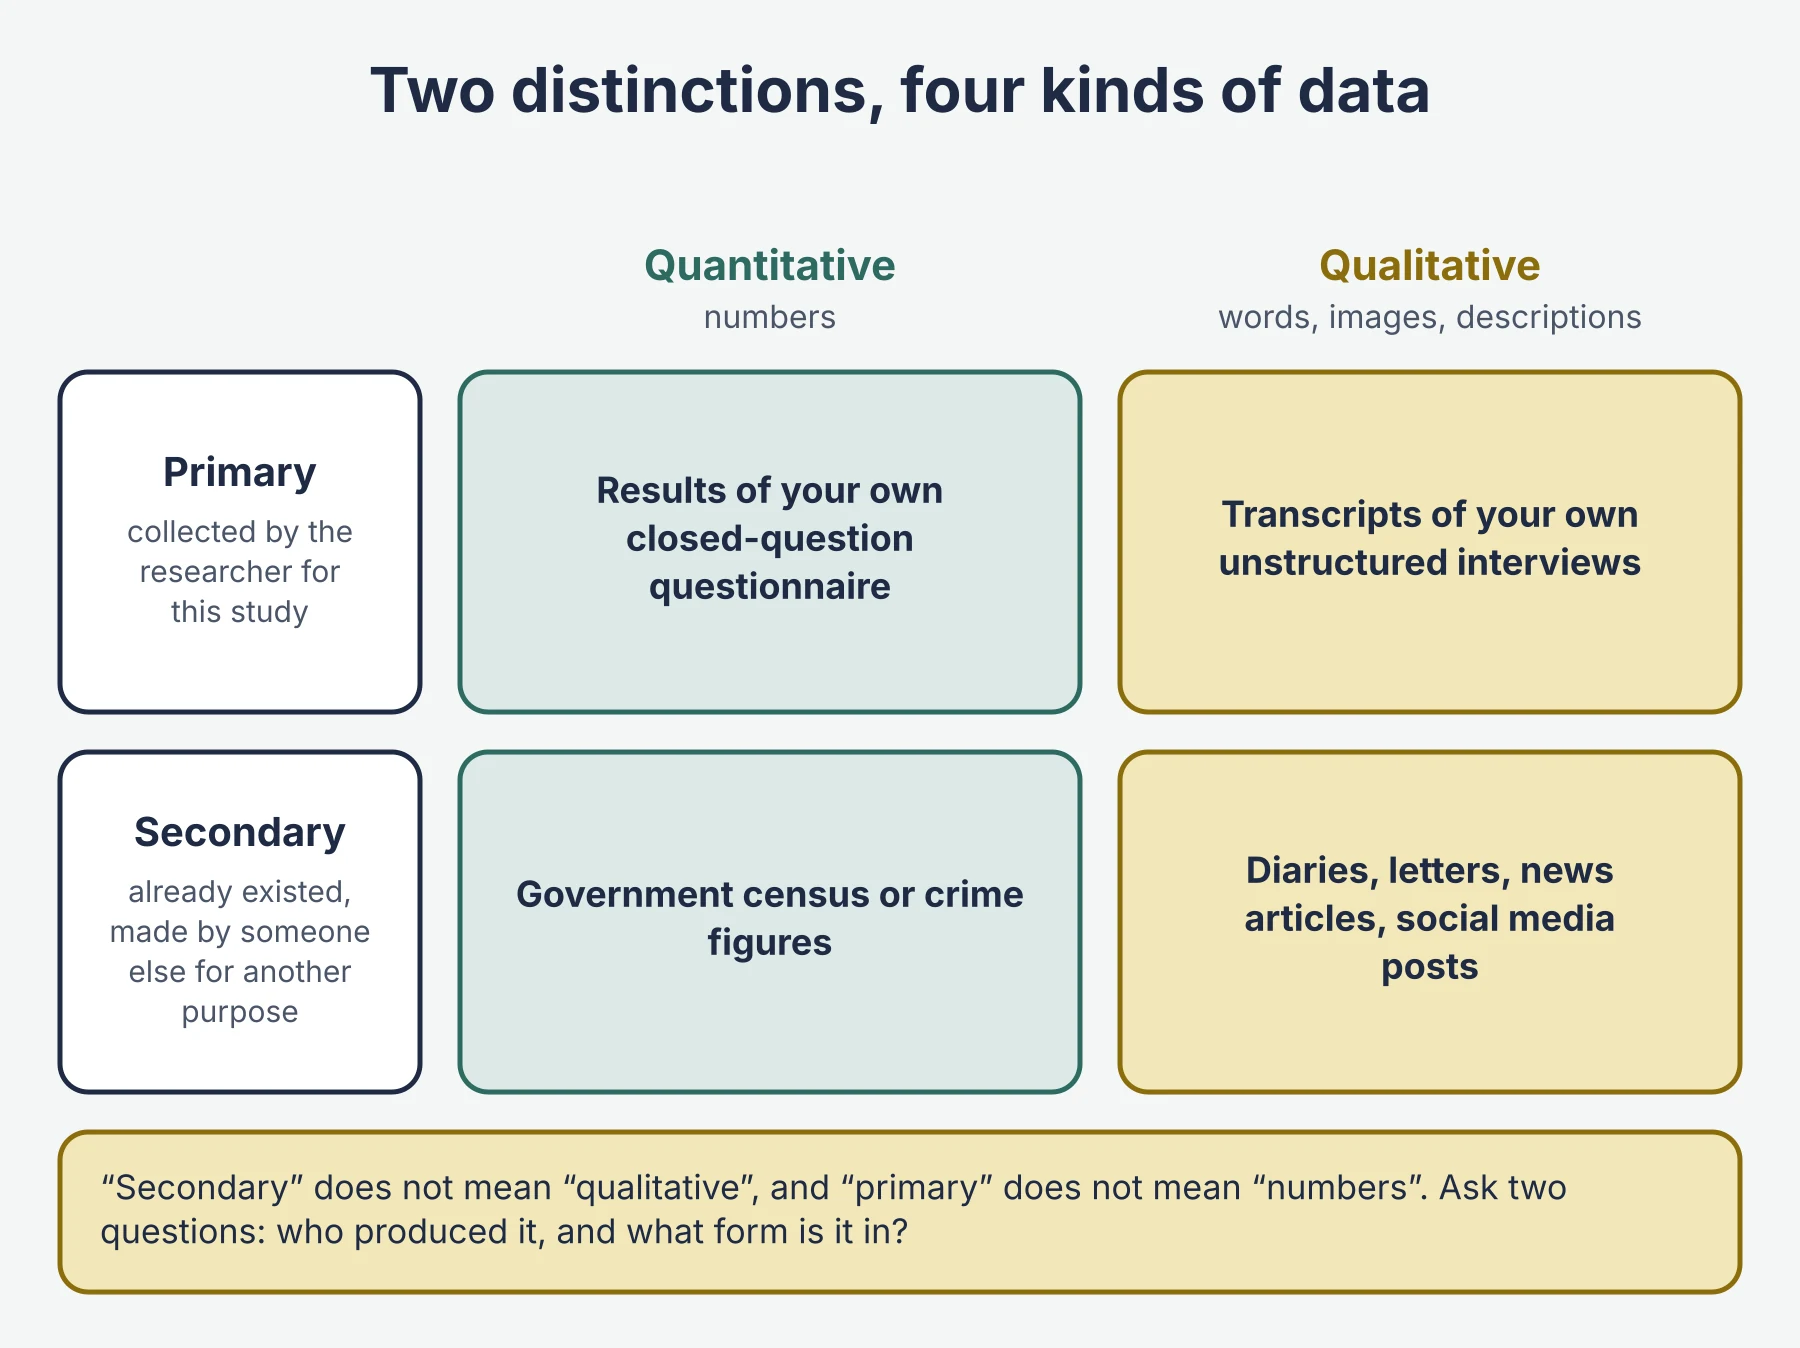 Two distinctions, four kinds of data
Quantitative
numbers
Qualitative
words, images, descriptions
Primary
collected by the
researcher for
this study
Results of your own
closed-question
questionnaire
Transcripts of your own
unstructured interviews
Secondary
already existed,
made by someone
else for another
purpose
Government census or crime
figures
Diaries, letters, news
articles, social media
posts
“Secondary” does not mean “qualitative”, and “primary” does not mean “numbers”. Ask two
questions: who produced it, and what form is it in?